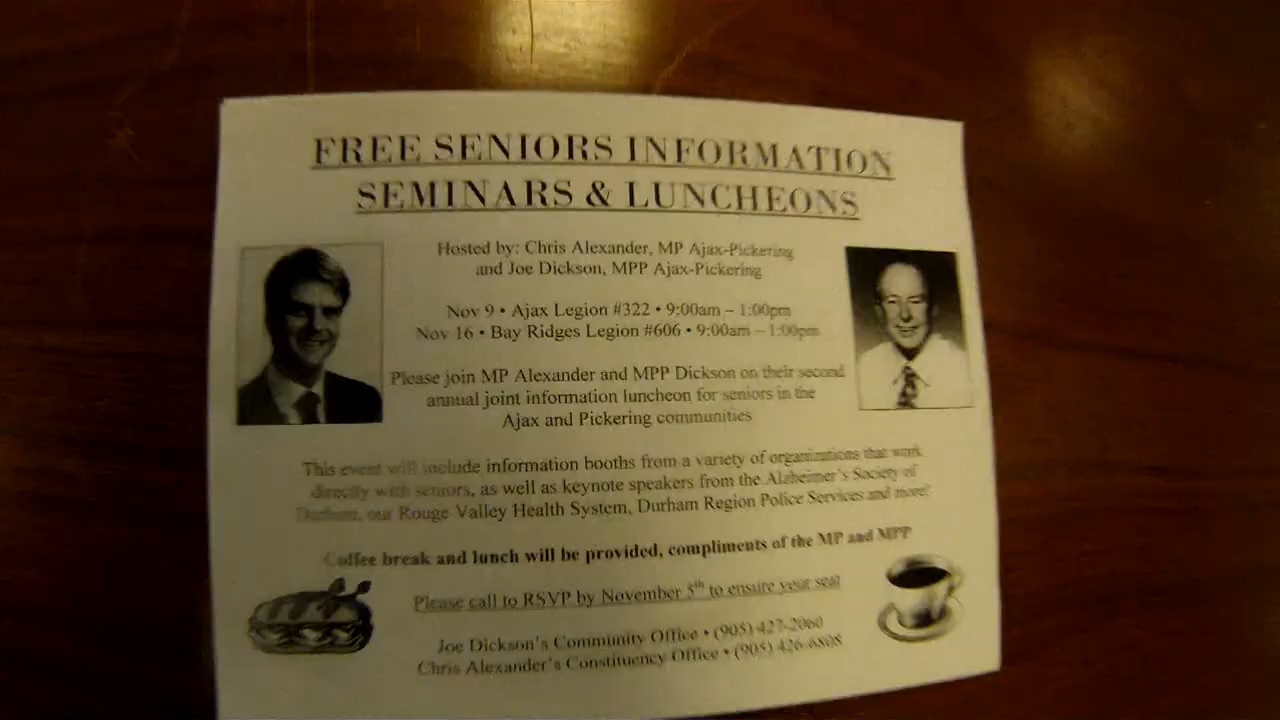 FREE SENIORS INFORMATION
SEMINARS & LUNCHEONS
Hosted by: Chris Alexander, MP Ajax-Pickering
and Joe Dickson, MPP Ajax-Pickering
Nov 9 • Ajax Legion #322 • 9:00am – 1:00pm
Nov 16 • Bay Ridges Legion #606 • 9:00am – 1:00pm
Please join MP Alexander and MPP Dickson on their second
annual joint information luncheon for seniors in the
Ajax and Pickering communities
This event will include information booths from a variety of organizations that work
directly with seniors, as well as keynote speakers from the Alzheimer's Society of
Durham, our Rouge Valley Health System, Durham Region Police Services and more!
Coffee break and lunch will be provided, compliments of the MP and MPP
Please call to RSVP by November 5th to ensure your seat
Joe Dickson's Community Office • (905) 427-2060
Chris Alexander's Constituency Office • (905) 426-6808